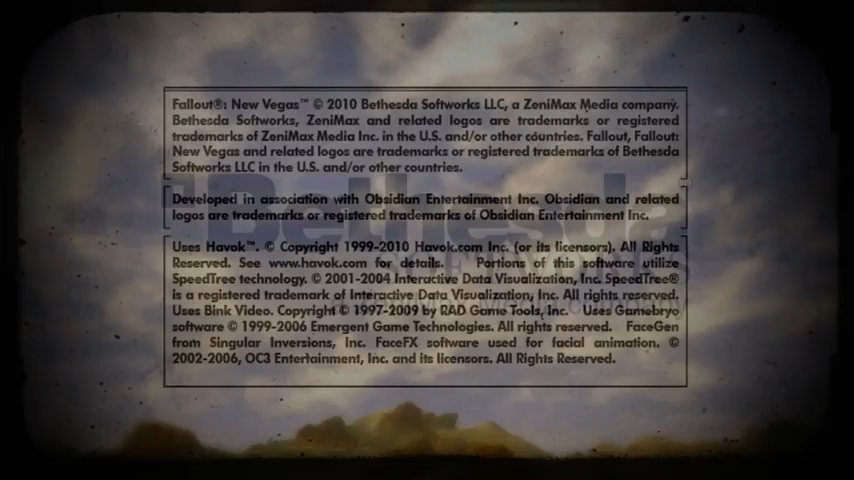 Fallout®: New Vegas™ © 2010 Bethesda Softworks LLC, a ZeniMax Media company.
Bethesda Softworks, ZeniMax and related logos are trademarks or registered
trademarks of ZeniMax Media Inc. in the U.S. and/or other countries. Fallout, Fallout:
New Vegas and related logos are trademarks or registered trademarks of Bethesda
Softworks LLC in the U.S. and/or other countries.
Bethesda
Developed in association with Obsidian Entertainment Inc. Obsidian and related
logos are trademarks or registered trademarks of Obsidian Entertainment Inc.
Uses Havok™. © Copyright 1999-2010 Havok.com Inc. (or its licensors). All Rights
Reserved. See www.havok.com for details. Portions of this software utilize
SpeedTree technology. © 2001-2004 Interactive Data Visualization, Inc. SpeedTree®
is a registered trademark of Interactive Data Visualization, Inc. All rights reserved.
Uses Bink Video. Copyright © 1997-2009 by RAD Game Tools, Inc. Uses Gamebryo
software © 1999-2006 Emergent Game Technologies. All rights reserved. FaceGen
from Singular Inversions, Inc. FaceFX software used for facial animation. ©
2002-2006, OC3 Entertainment, Inc. and its licensors. All Rights Reserved.